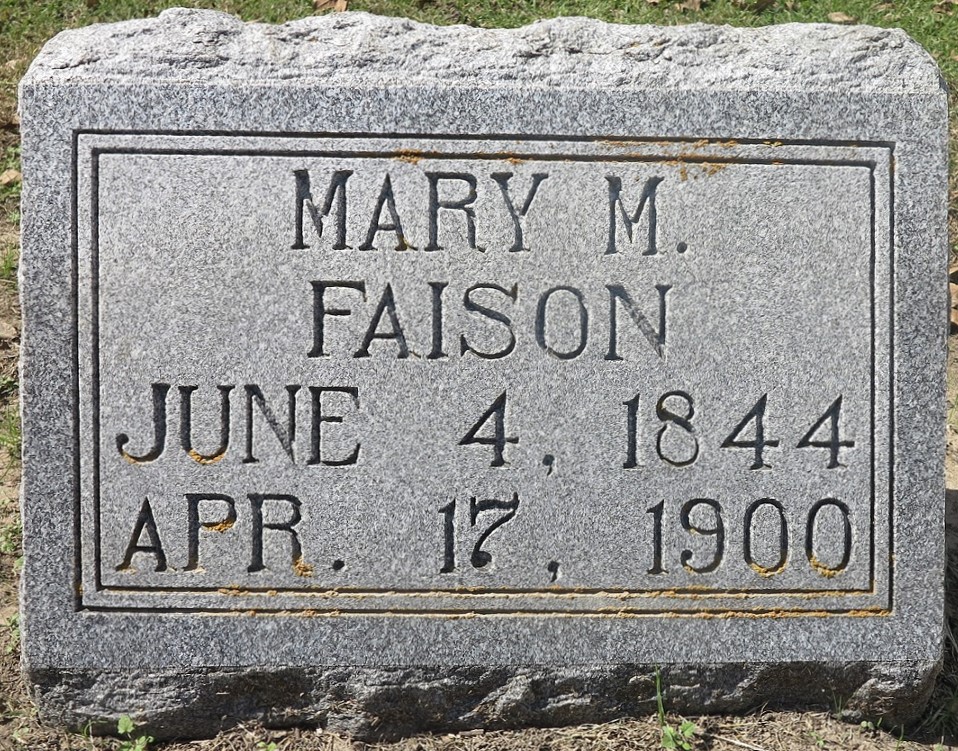 MARY M.
FAISON
JUNE 4, 1844
APR. 17, 1900